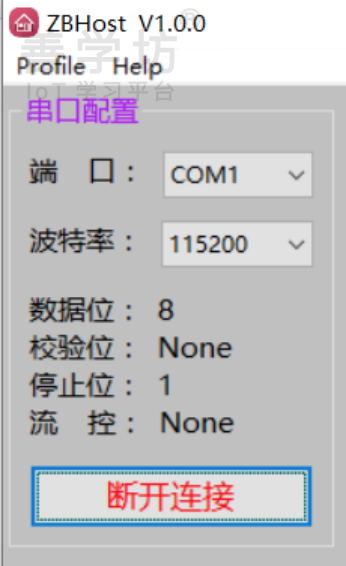 ZBHost V1.0.0
善学坊®
Profile Help
IoT 学习平台
串口配置
端 口： COM1
波特率： 115200
数据位： 8
校验位： None
停止位： 1
流 控： None
断开连接